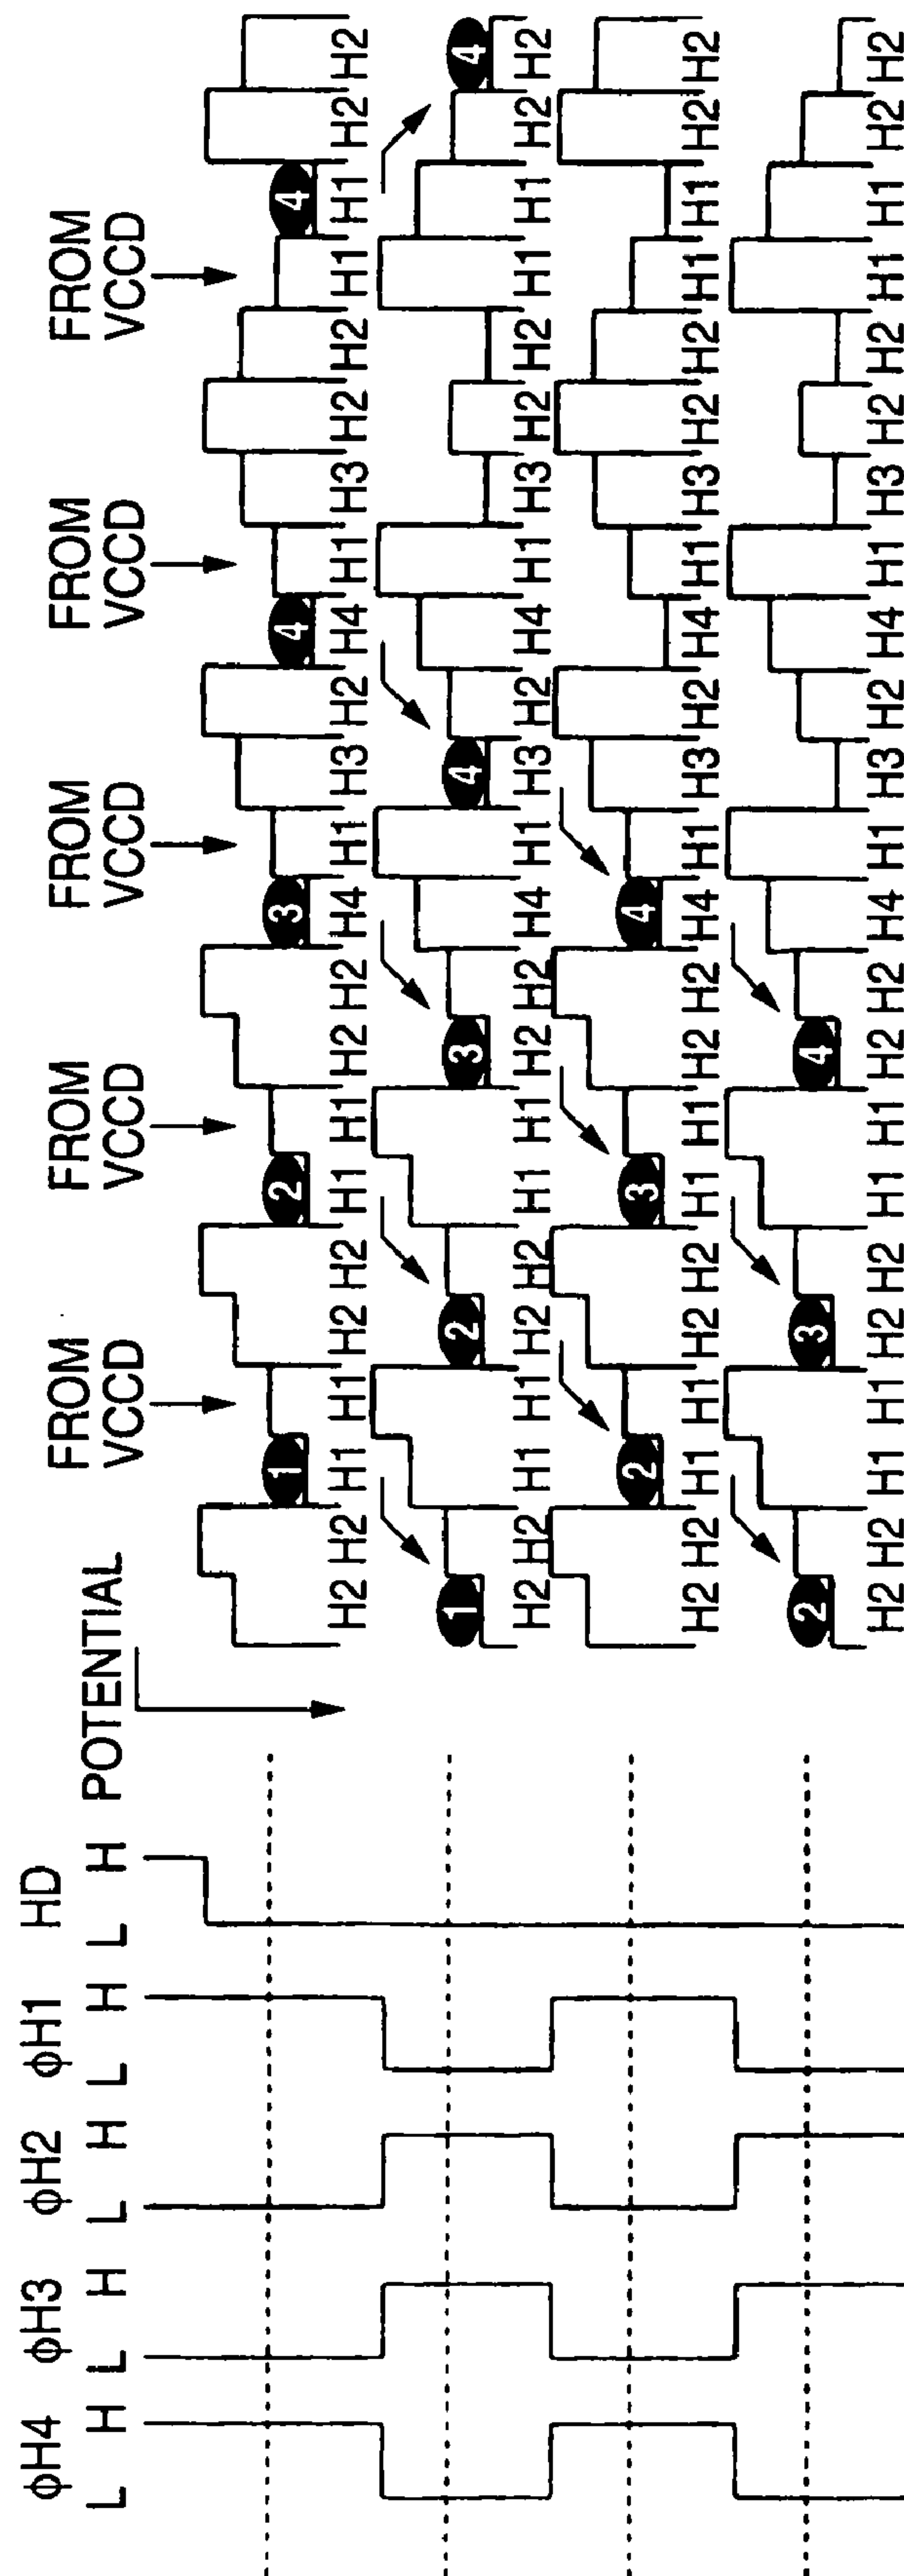 φH4 φH3 φH2 φH1 HD FROM FROM FROM FROM FROM
VCCD VCCD VCCD VCCD VCCD
L H L H L H L H L H POTENTIAL
1 2 3 4 4
H2 H2 H1 H1 H2 H2 H1 H1 H2 H2 H4 H1 H3 H2 H4 H1 H3 H2 H2 H1 H1 H2 H2
1 2 3 4 4
H2 H2 H1 H1 H2 H2 H1 H1 H2 H2 H4 H1 H3 H2 H4 H1 H3 H2 H2 H1 H1 H2 H2
2 3 4
H2 H2 H1 H1 H2 H2 H1 H1 H2 H2 H4 H1 H3 H2 H4 H1 H3 H2 H2 H1 H1 H2 H2
2 3 4
H2 H2 H1 H1 H2 H2 H1 H1 H2 H2 H4 H1 H3 H2 H4 H1 H3 H2 H2 H1 H1 H2 H2